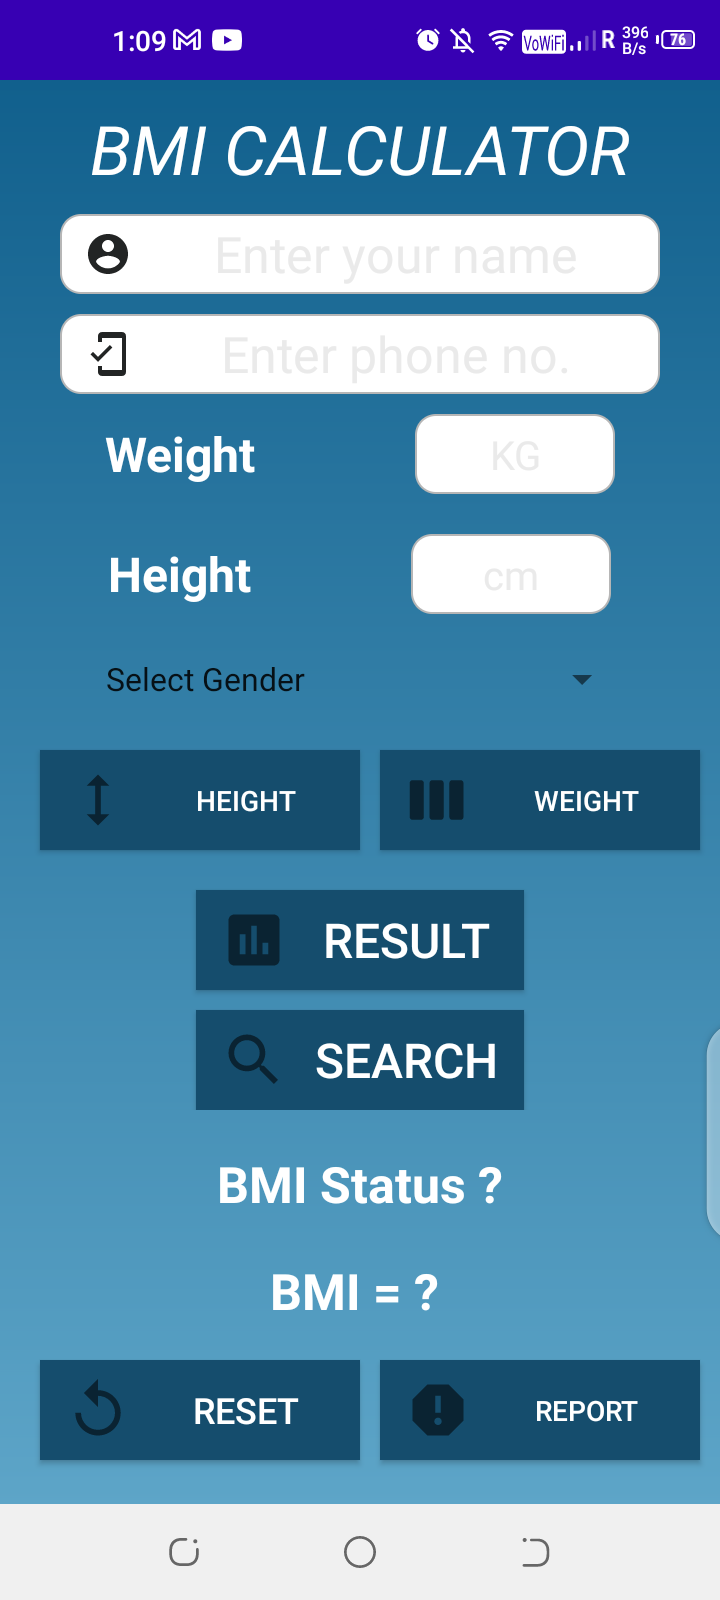 1:09 VoWiFi R 396 B/s 76
BMI CALCULATOR
Enter your name
Enter phone no.
Weight KG
Height cm
Select Gender
HEIGHT WEIGHT
RESULT
SEARCH
BMI Status ?
BMI = ?
RESET REPORT